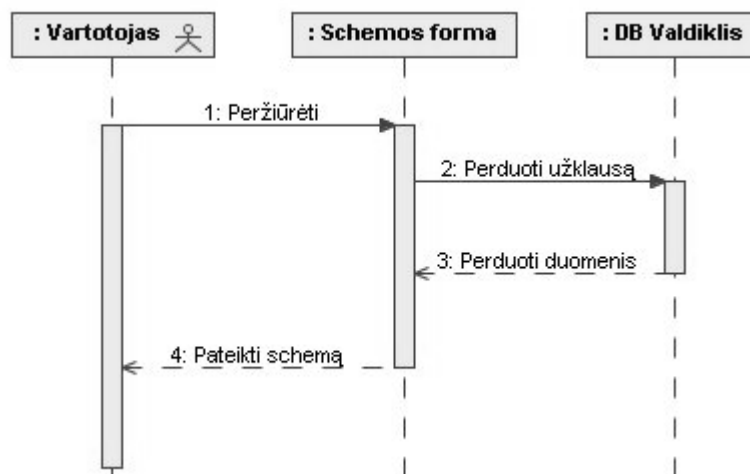 : Vartotojas
: Schemos forma
: DB Valdiklis
1: Peržiūrėti
2: Perduoti užklausą
3: Perduoti duomenis
4: Pateikti schemą